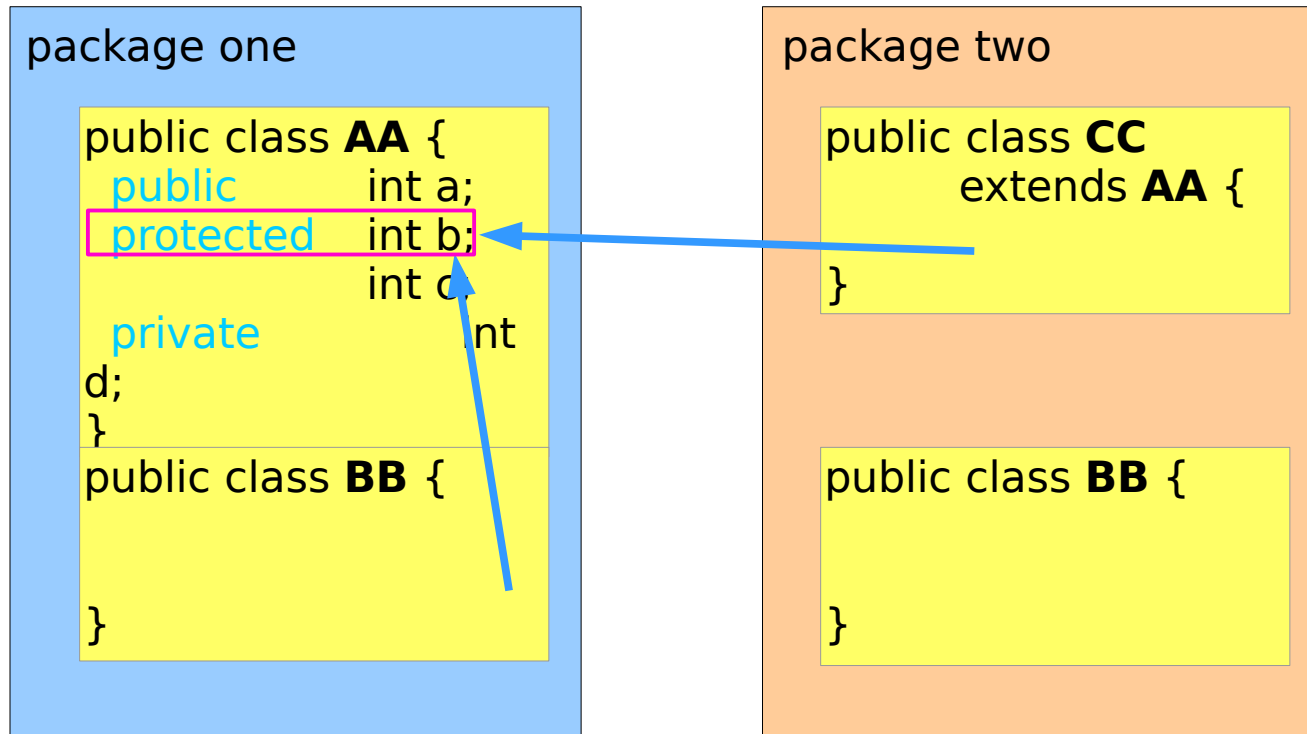 package one
public class AA {
public int a;
protected int b;
int c;
private int
d;
}
public class BB {
}
package two
public class CC
extends AA {
}
public class BB {
}